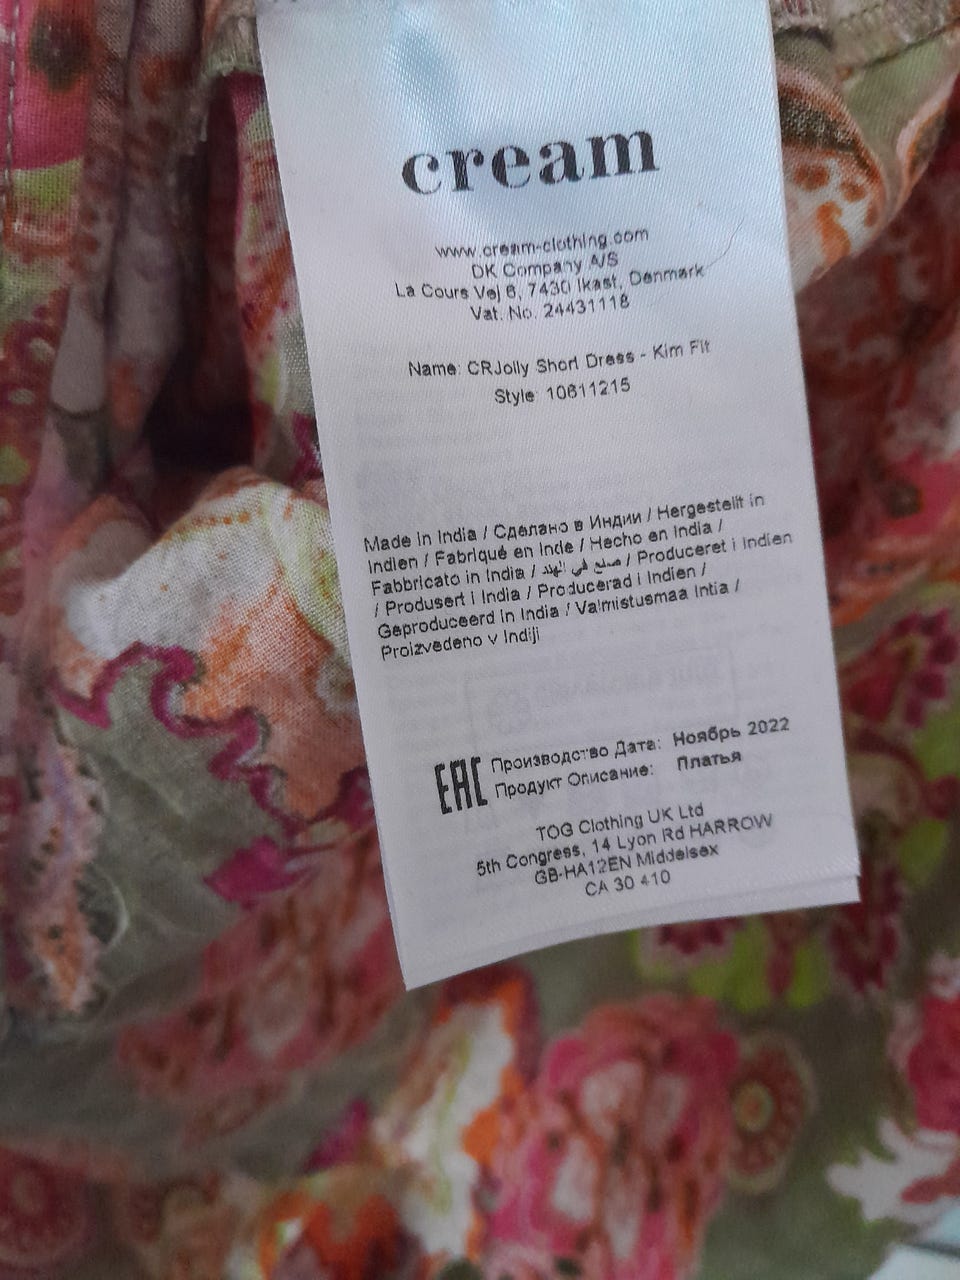 cream
www.cream-clothing.com
DK Company A/S
La Cours Vej 6, 7430 Ikast, Denmark
Vat. No. 24431118
Name: CRJolly Short Dress - Kim Fit
Style: 10611215
Made in India / Сделано в Индии / Hergestellt in
Indien / Fabriqué en Inde / Hecho en India /
Fabbricato in India / صنع في الهند / Produceret i Indien
/ Produsert i India / Producerad i Indien /
Geproduceerd in India / Valmistusmaa Intia /
Proizvedeno v Indiji
EAC Производство Дата: Ноябрь 2022
Продукт Описание: Платья
TOG Clothing UK Ltd
5th Congress, 14 Lyon Rd HARROW
GB-HA12EN Middelsex
CA 30 410